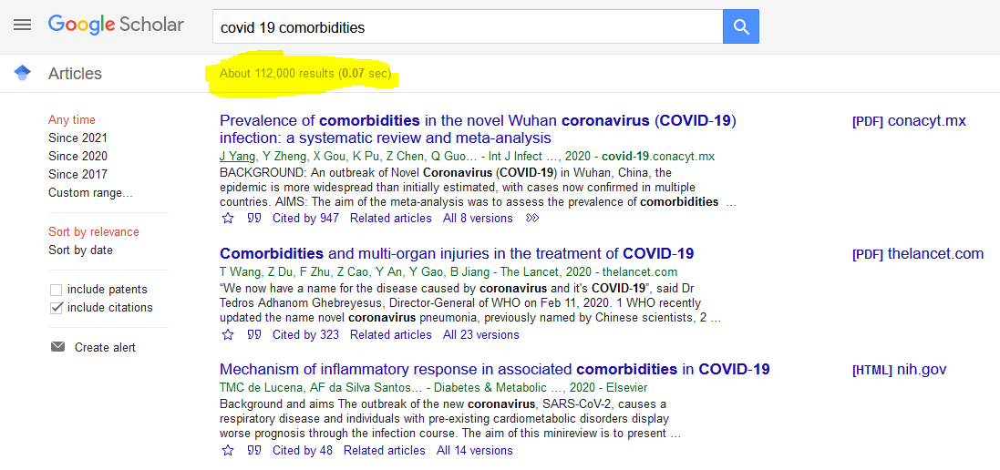 Google Scholar
covid 19 comorbidities
Articles
About 112,000 results (0.07 sec)
Any time
Since 2021
Since 2020
Since 2017
Custom range...
Sort by relevance
Sort by date
include patents
include citations
Create alert
Prevalence of comorbidities in the novel Wuhan coronavirus (COVID-19)
infection: a systematic review and meta-analysis
J Yang, Y Zheng, X Gou, K Pu, Z Chen, Q Guo... - Int J Infect ..., 2020 - covid-19.conacyt.mx
BACKGROUND: An outbreak of Novel Coronavirus (COVID-19) in Wuhan, China, the
epidemic is more widespread than initially estimated, with cases now confirmed in multiple
countries. AIMS: The aim of the meta-analysis was to assess the prevalence of comorbidities ...
Cited by 947 Related articles All 8 versions
[PDF] conacyt.mx
Comorbidities and multi-organ injuries in the treatment of COVID-19
T Wang, Z Du, F Zhu, Z Cao, Y An, Y Gao, B Jiang - The Lancet, 2020 - thelancet.com
“We now have a name for the disease caused by coronavirus and it's COVID-19”, said Dr
Tedros Adhanom Ghebreyesus, Director-General of WHO on Feb 11, 2020. 1 WHO recently
updated the name novel coronavirus pneumonia, previously named by Chinese scientists, 2 ...
Cited by 323 Related articles All 23 versions
[PDF] thelancet.com
Mechanism of inflammatory response in associated comorbidities in COVID-19
TMC de Lucena, AF da Silva Santos... - Diabetes & Metabolic ..., 2020 - Elsevier
Background and aims The outbreak of the new coronavirus, SARS-CoV-2, causes a
respiratory disease and individuals with pre-existing cardiometabolic disorders display
worse prognosis through the infection course. The aim of this minireview is to present ...
Cited by 48 Related articles All 14 versions
[HTML] nih.gov